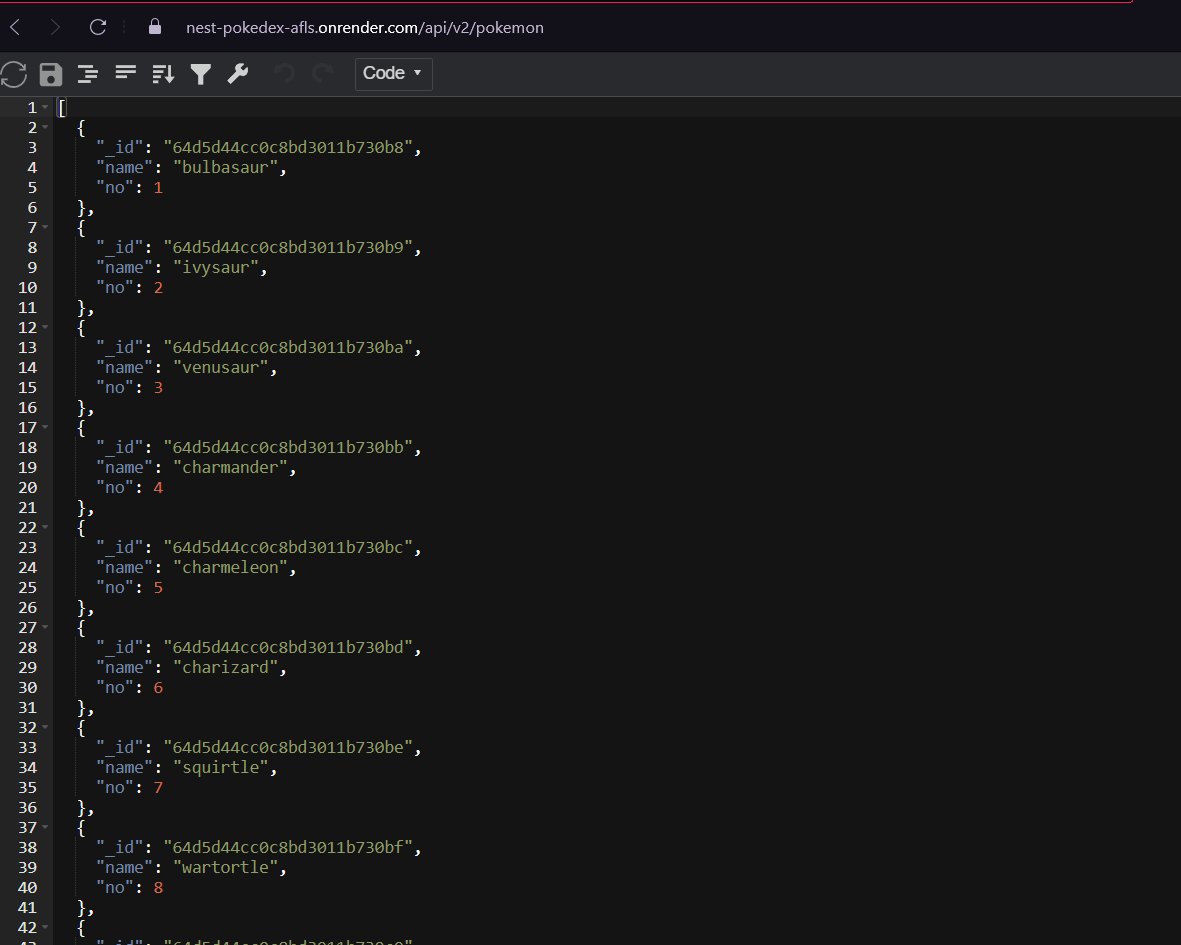 nest-pokedex-afls.onrender.com/api/v2/pokemon
Code
1 [
2 {
3 "_id": "64d5d44cc0c8bd3011b730b8",
4 "name": "bulbasaur",
5 "no": 1
6 },
7 {
8 "_id": "64d5d44cc0c8bd3011b730b9",
9 "name": "ivysaur",
10 "no": 2
11 },
12 {
13 "_id": "64d5d44cc0c8bd3011b730ba",
14 "name": "venusaur",
15 "no": 3
16 },
17 {
18 "_id": "64d5d44cc0c8bd3011b730bb",
19 "name": "charmander",
20 "no": 4
21 },
22 {
23 "_id": "64d5d44cc0c8bd3011b730bc",
24 "name": "charmeleon",
25 "no": 5
26 },
27 {
28 "_id": "64d5d44cc0c8bd3011b730bd",
29 "name": "charizard",
30 "no": 6
31 },
32 {
33 "_id": "64d5d44cc0c8bd3011b730be",
34 "name": "squirtle",
35 "no": 7
36 },
37 {
38 "_id": "64d5d44cc0c8bd3011b730bf",
39 "name": "wartortle",
40 "no": 8
41 },
42 {